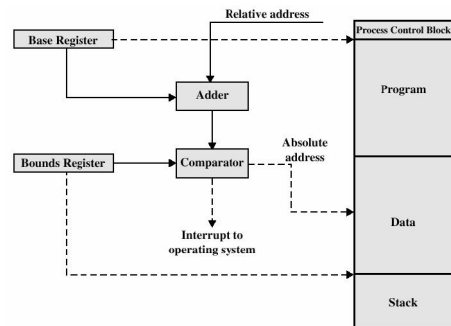 Relative address
Process Control Block
Base Register
Program
Adder
Absolute
address
Bounds Register
Comparator
Interrupt to
operating system
Data
Stack